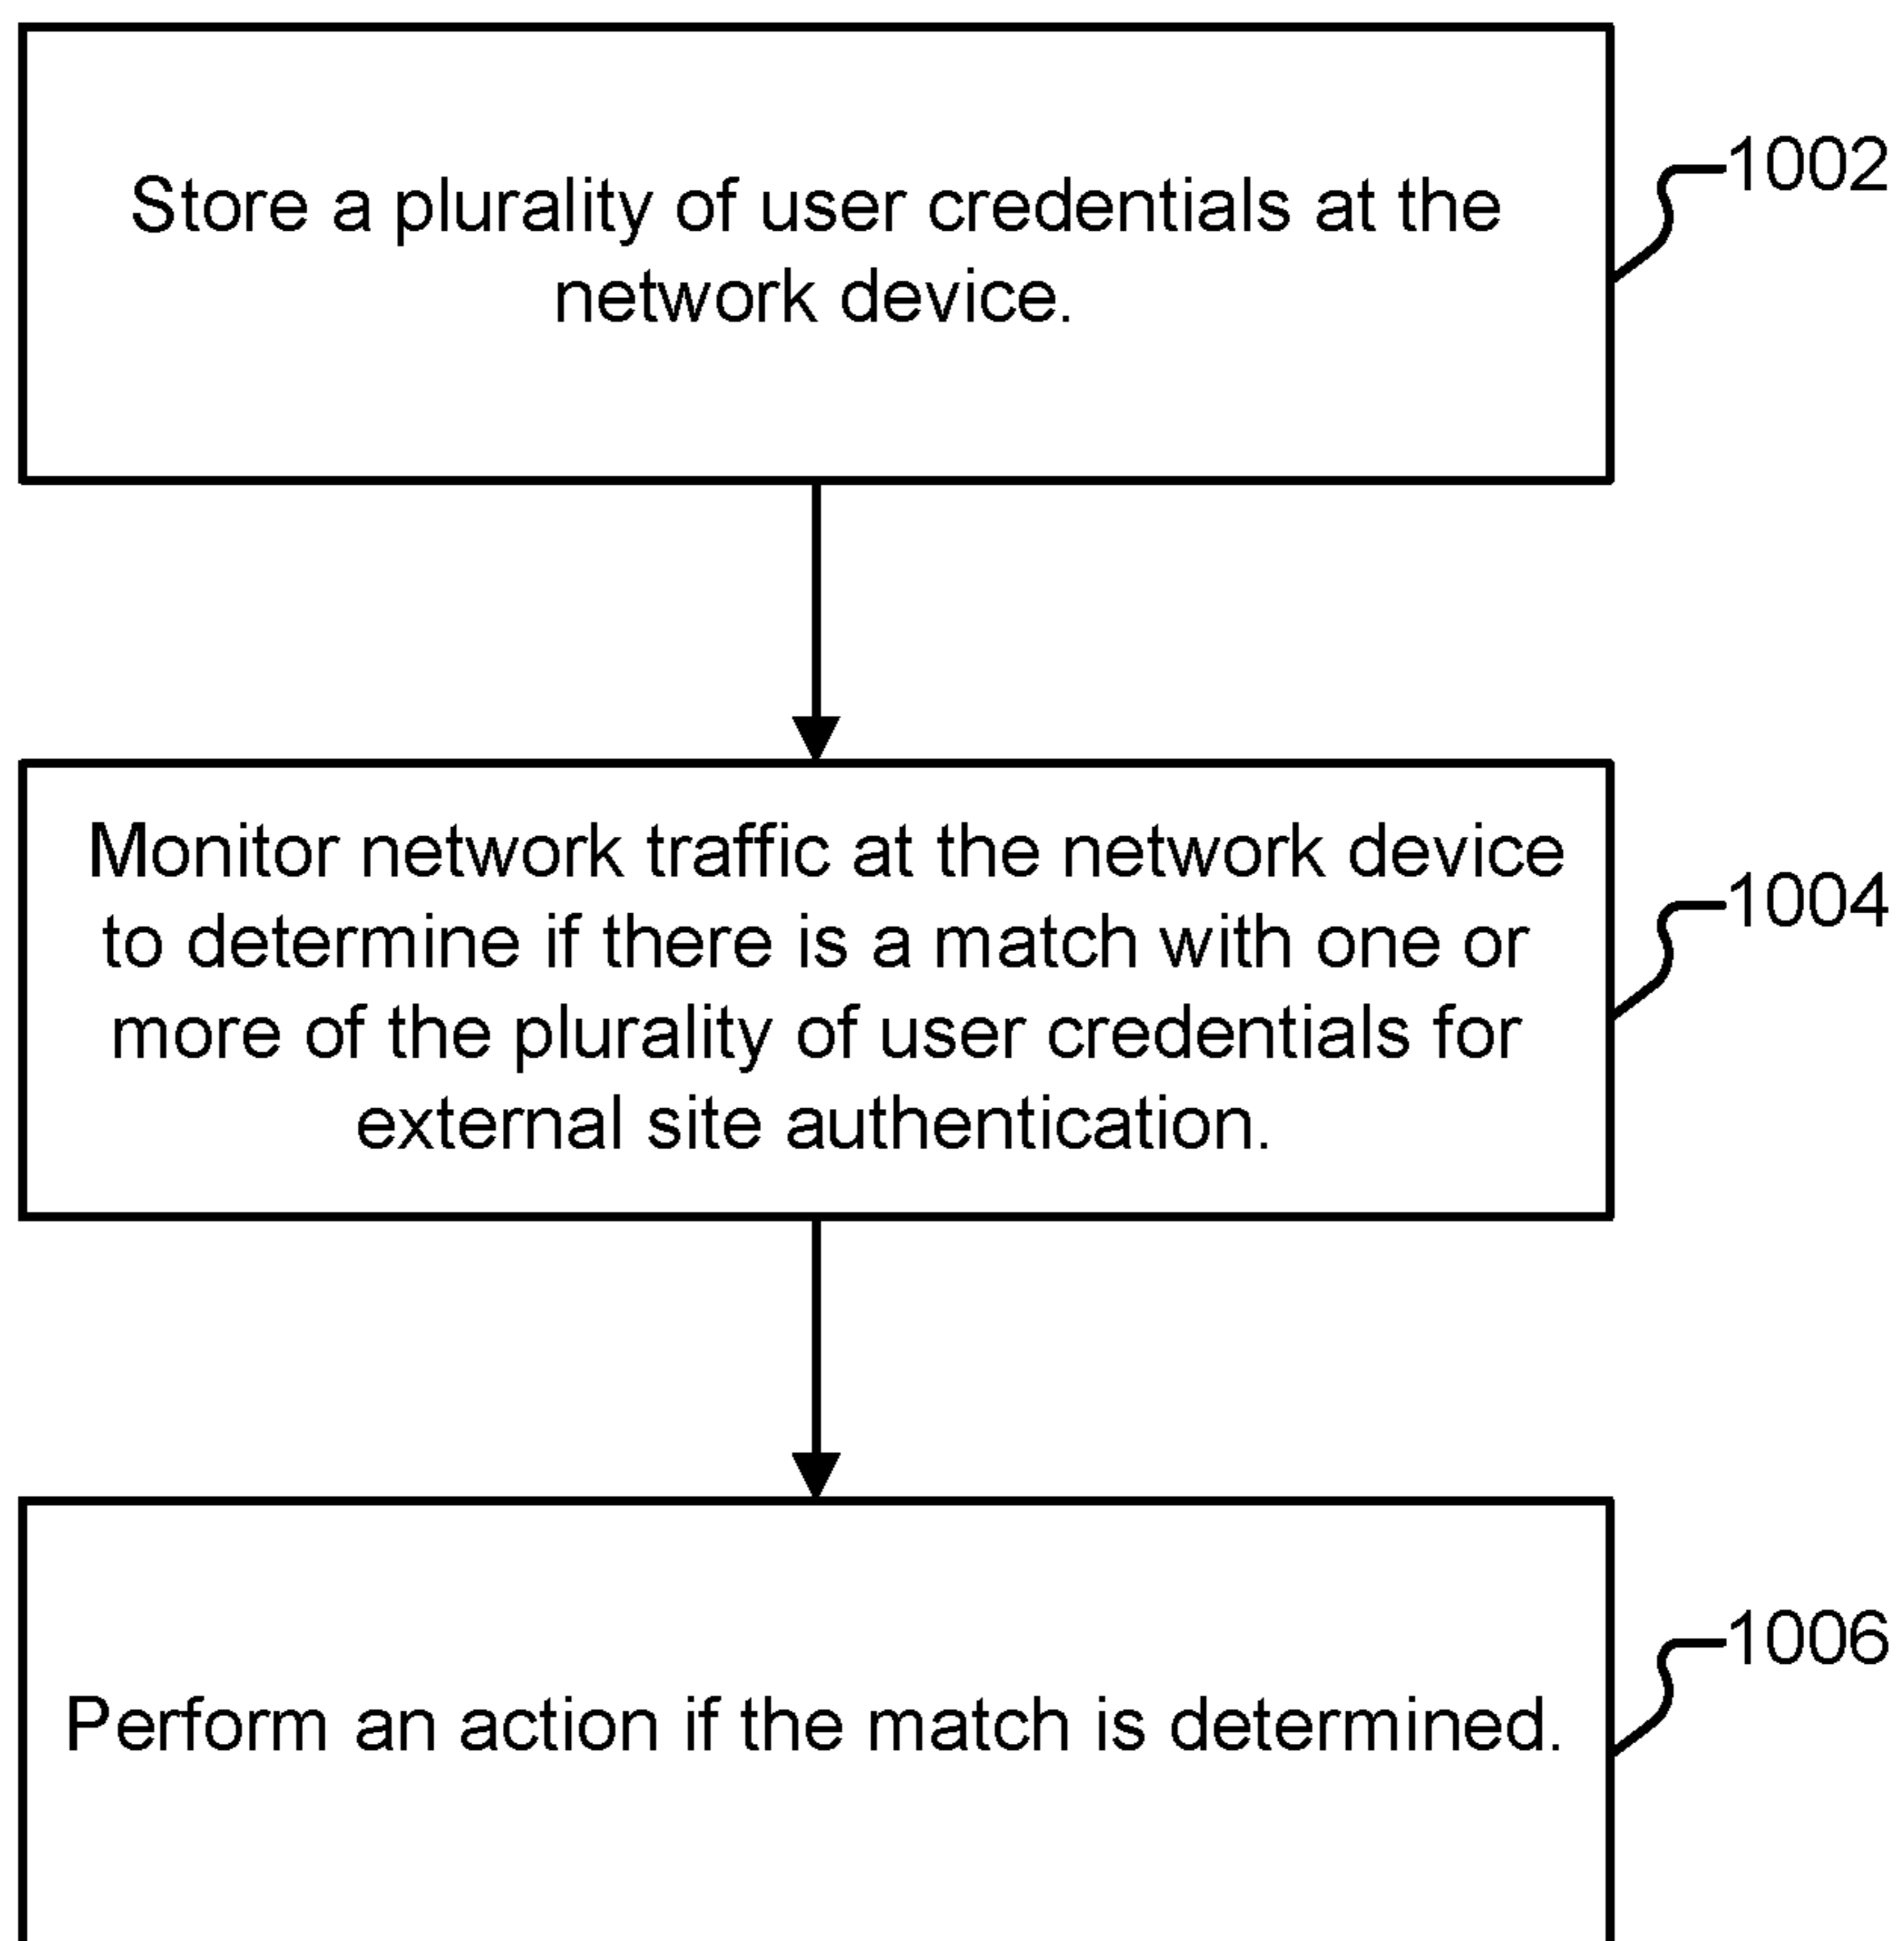 Store a plurality of user credentials at the
network device.
1002
Monitor network traffic at the network device
to determine if there is a match with one or
more of the plurality of user credentials for
external site authentication.
1004
Perform an action if the match is determined.
1006